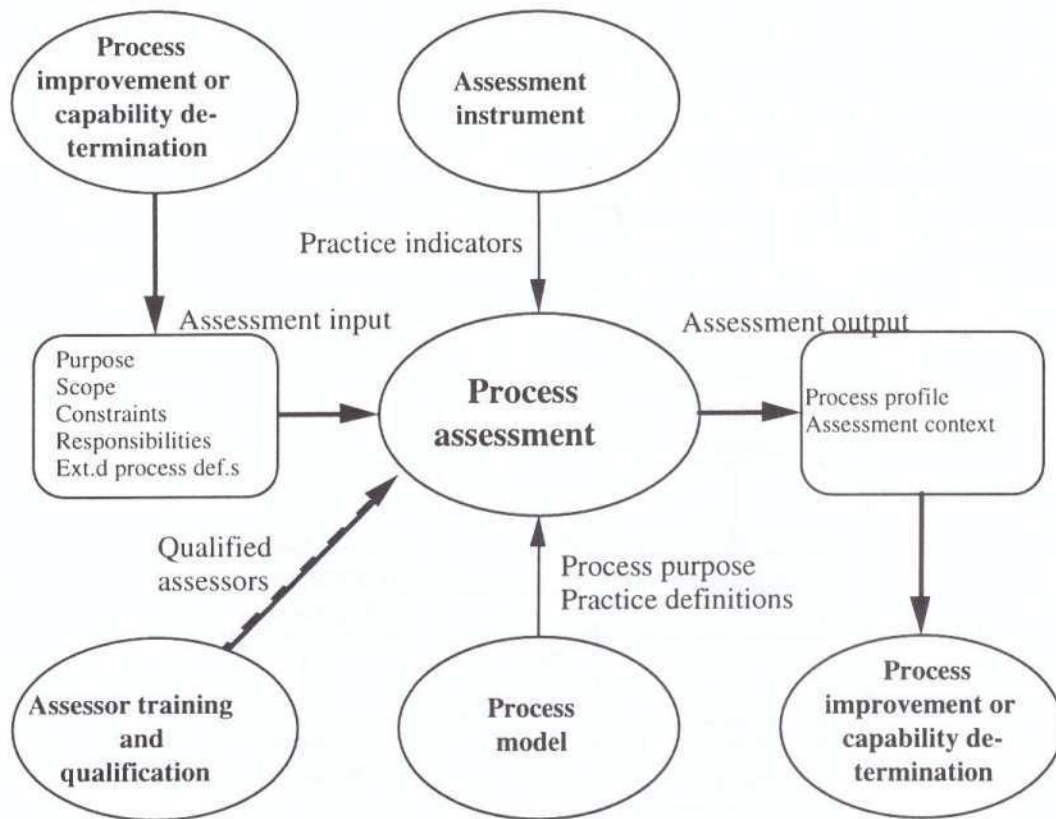 Process
improvement or
capability de-
termination
Assessment
instrument
Practice indicators
Assessment input
Assessment output
Purpose
Scope
Constraints
Responsibilities
Ext.d process def.s
Process
assessment
Process profile
Assessment context
Qualified
assessors
Process purpose
Practice definitions
Assessor training
and
qualification
Process
model
Process
improvement or
capability de-
termination